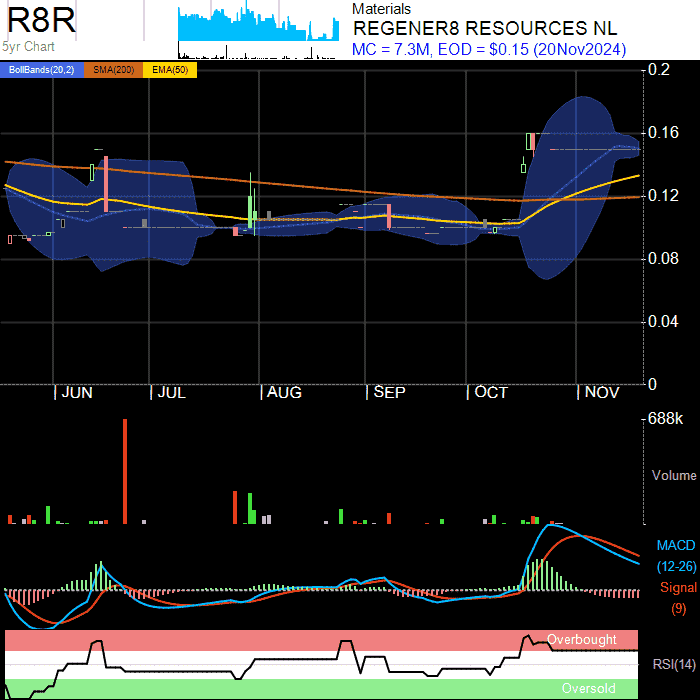 R8R
5yr Chart
Materials
REGENER8 RESOURCES NL
MC = 7.3M, EOD = $0.15 (20Nov2024)
BollBands(20,2) SMA(200) EMA(50)
0.2
0.16
0.12
0.08
0.04
0
JUN JUL AUG SEP OCT NOV
688k
Volume
MACD
(12-26)
Signal
(9)
Overbought
RSI(14)
Oversold